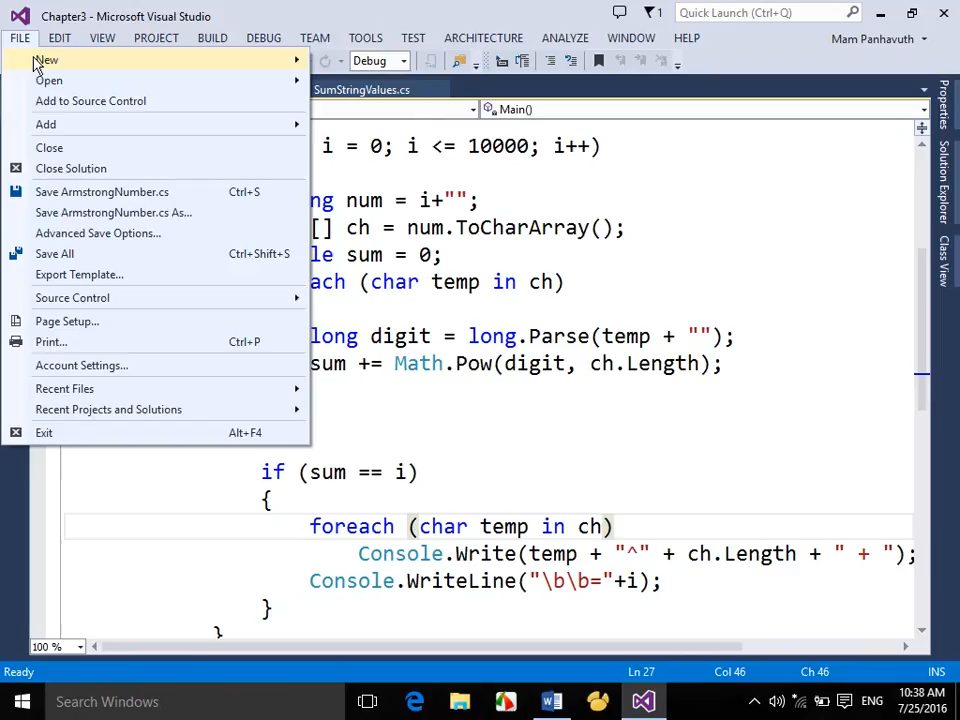 Chapter3 - Microsoft Visual Studio
1
Quick Launch (Ctrl+Q)
FILE EDIT VIEW PROJECT BUILD DEBUG TEAM TOOLS TEST ARCHITECTURE ANALYZE WINDOW HELP Mam Panhavuth
New
Debug
Open
SumStringValues.cs
Add to Source Control
Main()
Add
Close
Close Solution
Save ArmstrongNumber.cs Ctrl+S
Save ArmstrongNumber.cs As...
Advanced Save Options...
Save All Ctrl+Shift+S
Export Template...
Source Control
Page Setup...
Print... Ctrl+P
Account Settings...
Recent Files
Recent Projects and Solutions
Exit Alt+F4
i = 0; i <= 10000; i++)
ng num = i+"";
[] ch = num.ToCharArray();
le sum = 0;
ach (char temp in ch)
long digit = long.Parse(temp + "");
sum += Math.Pow(digit, ch.Length);
if (sum == i)
{
foreach (char temp in ch)
Console.Write(temp + "^" + ch.Length + " + ");
Console.WriteLine("\b\b="+i);
}
}
Properties
Solution Explorer
Class View
100 %
Ready Ln 27 Col 46 Ch 46 INS
Search Windows
ENG
10:38 AM
7/25/2016